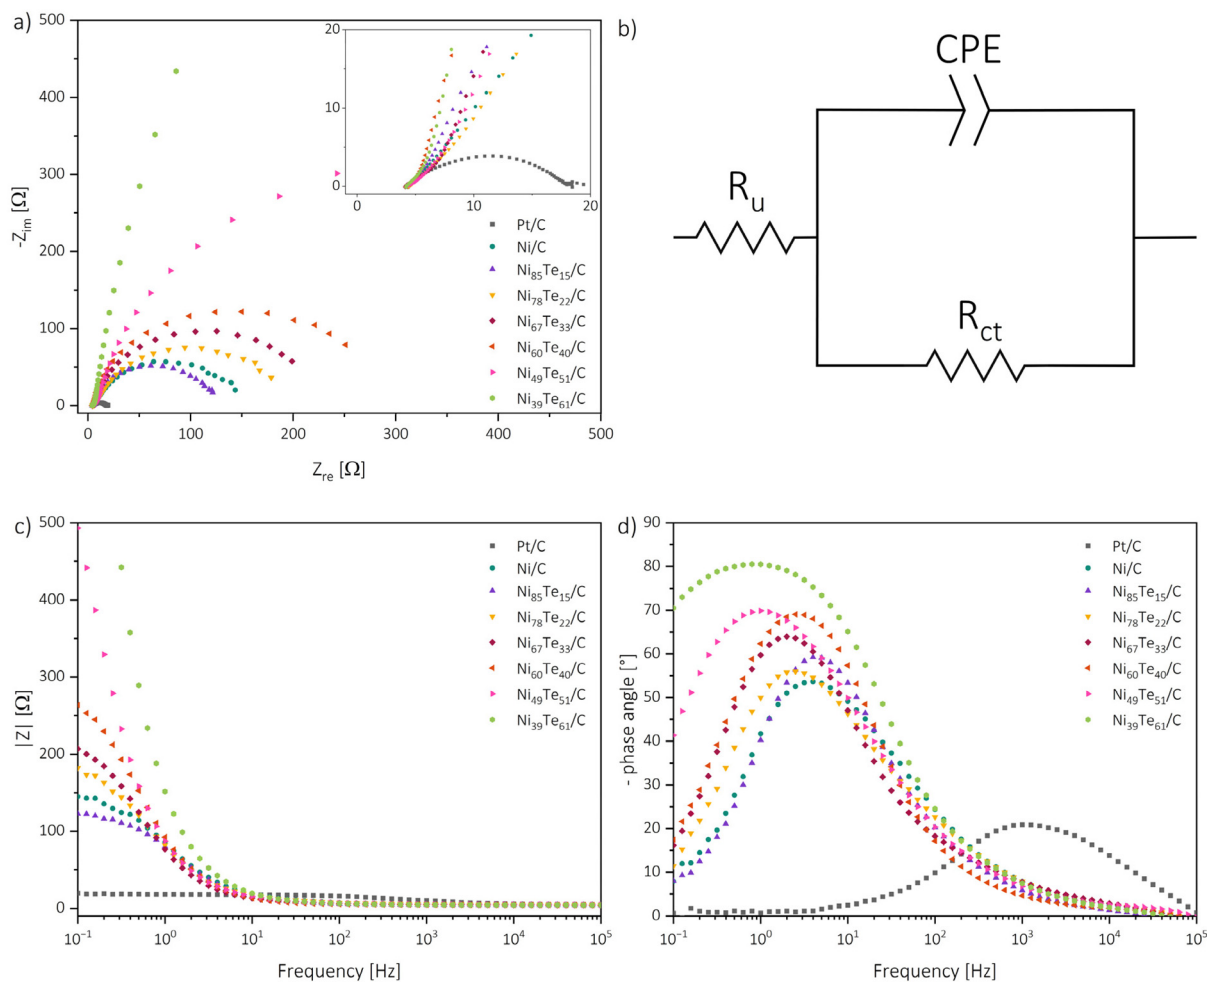 a)
500
400
300
200
100
0
-Z_im [Ω]
0 100 200 300 400 500
Z_re [Ω]
20
10
0
0 10 20
Pt/C
Ni/C
Ni₈₅Te₁₅/C
Ni₇₈Te₂₂/C
Ni₆₇Te₃₃/C
Ni₆₀Te₄₀/C
Ni₄₉Te₅₁/C
Ni₃₉Te₆₁/C
b)
CPE
R_u
R_ct
c)
500
400
300
200
100
0
|Z| [Ω]
10⁻¹ 10⁰ 10¹ 10² 10³ 10⁴ 10⁵
Frequency [Hz]
Pt/C
Ni/C
Ni₈₅Te₁₅/C
Ni₇₈Te₂₂/C
Ni₆₇Te₃₃/C
Ni₆₀Te₄₀/C
Ni₄₉Te₅₁/C
Ni₃₉Te₆₁/C
d)
90
80
70
60
50
40
30
20
10
0
- phase angle [°]
10⁻¹ 10⁰ 10¹ 10² 10³ 10⁴ 10⁵
Frequency [Hz]
Pt/C
Ni/C
Ni₈₅Te₁₅/C
Ni₇₈Te₂₂/C
Ni₆₇Te₃₃/C
Ni₆₀Te₄₀/C
Ni₄₉Te₅₁/C
Ni₃₉Te₆₁/C